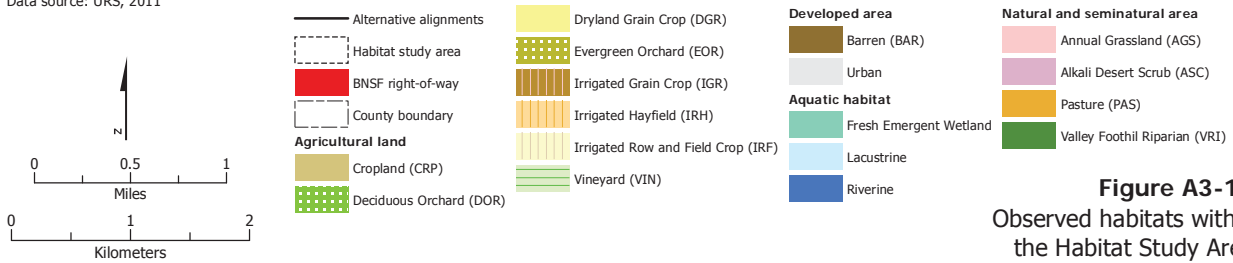 Data source: URS, 2011
N
0 0.5 1
Miles
0 1 2
Kilometers
Alternative alignments
Habitat study area
BNSF right-of-way
County boundary
Agricultural land
Cropland (CRP)
Deciduous Orchard (DOR)
Dryland Grain Crop (DGR)
Evergreen Orchard (EOR)
Irrigated Grain Crop (IGR)
Irrigated Hayfield (IRH)
Irrigated Row and Field Crop (IRF)
Vineyard (VIN)
Developed area
Barren (BAR)
Urban
Aquatic habitat
Fresh Emergent Wetland
Lacustrine
Riverine
Natural and seminatural area
Annual Grassland (AGS)
Alkali Desert Scrub (ASC)
Pasture (PAS)
Valley Foothil Riparian (VRI)
Figure A3-1
Observed habitats with
the Habitat Study Are